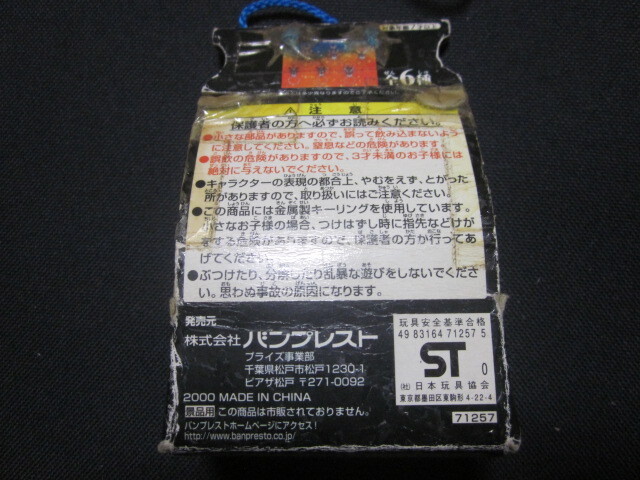 全6種
注意
保護者の方へ必ずお読みください。
●小さな部品がありますので、誤って飲み込まないよう
に注意してください。窒息などの危険があります。
●誤飲の危険がありますので、3才未満のお子様には
絶対に与えないでください。
●キャラクターの表現の都合上、やむをえず、とがった
所がありますので、取り扱いにはご注意ください。
●この商品には金属製キーリングを使用しています。
小さなお子様の場合、つけはずし時に指先などけが
をする危険がありますので、保護者の方が行ってあ
げてください。
●ぶつけたり、分解したり乱暴な遊びをしないでくださ
い。思わぬ事故の原因になります。
発売元
株式会社 バンプレスト
プライズ事業部
千葉県松戸市松戸1230-1
ピアザ松戸 〒271-0092
2000 MADE IN CHINA
景品用 この商品は市販されておりません。
バンプレストホームページにアクセス!
http://www.banpresto.co.jp/
玩具安全基準合格
49 83164 71257 5
ST 0
(社)日本玩具協会
東京都墨田区東駒形4-22-4
71257